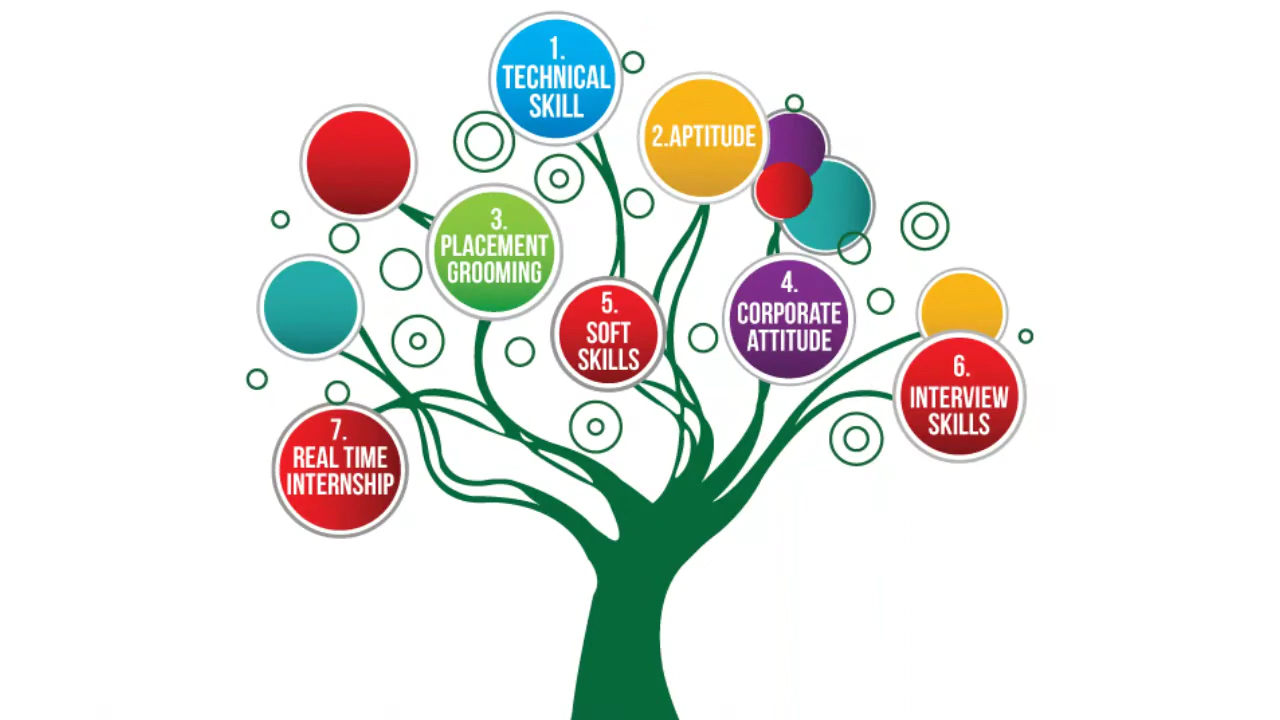 1.
TECHNICAL
SKILL
2.APTITUDE
3.
PLACEMENT
GROOMING
4.
CORPORATE
ATTITUDE
5.
SOFT
SKILLS
6.
INTERVIEW
SKILLS
7.
REAL TIME
INTERNSHIP